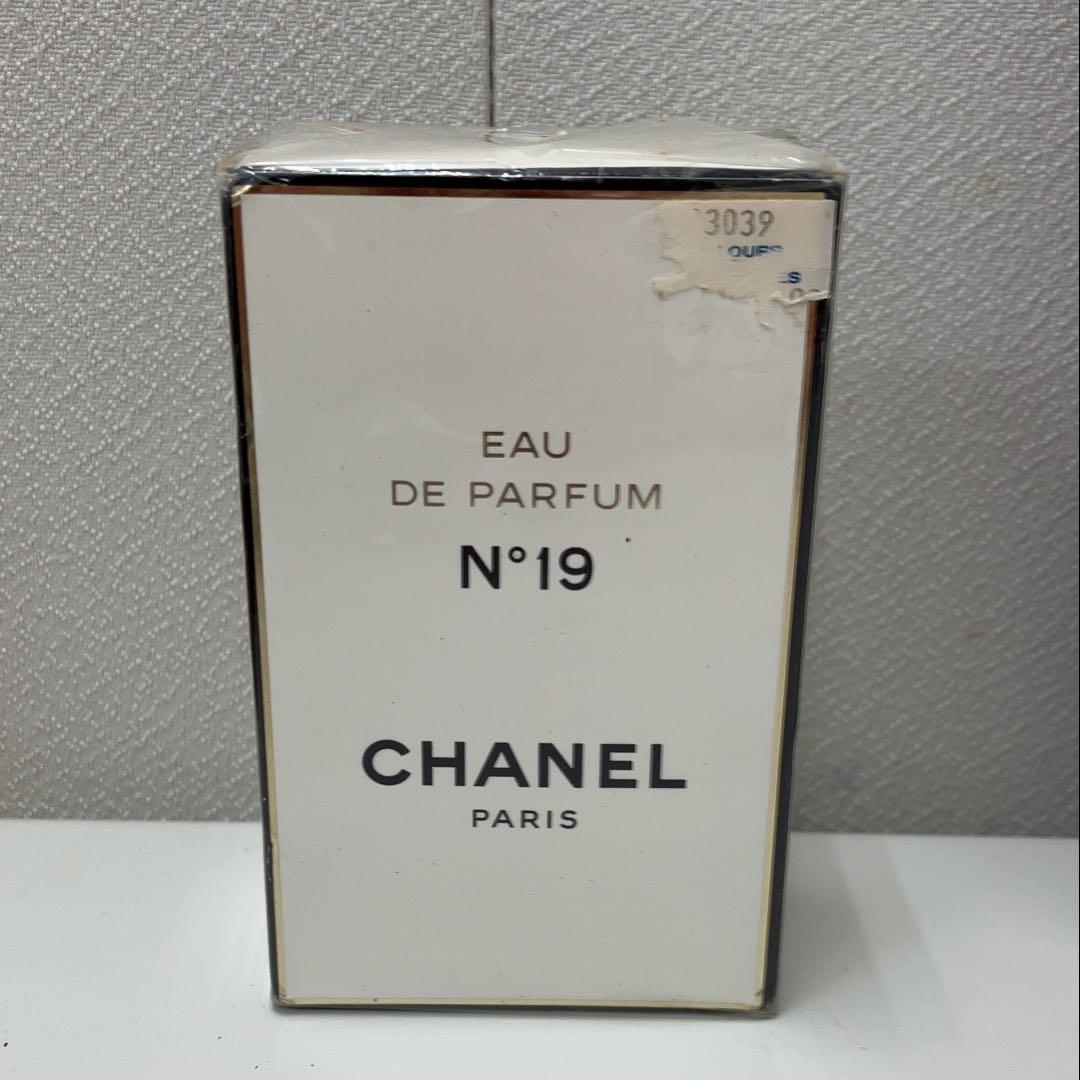 3039
EAU
DE PARFUM
N°19
CHANEL
PARIS